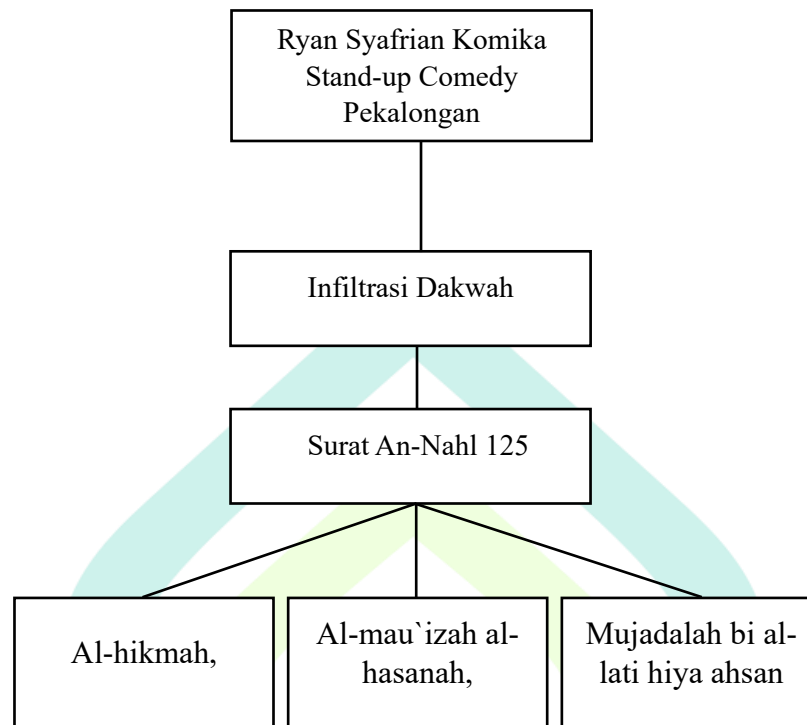 Ryan Syafrian Komika
Stand-up Comedy
Pekalongan
Infiltrasi Dakwah
Surat An-Nahl 125
Al-hikmah,
Al-mau`izah al-
hasanah,
Mujadalah bi al-
lati hiya ahsan